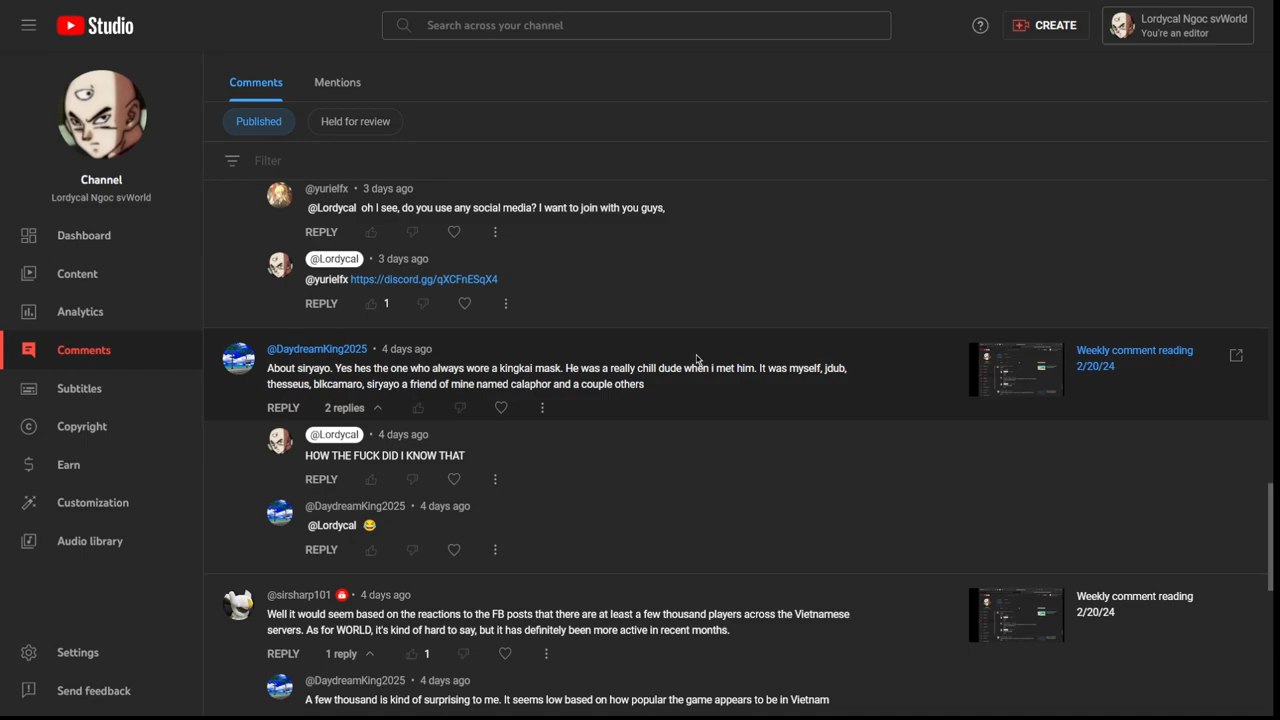 Studio
Search across your channel
CREATE
Lordycal Ngoc svWorld
You're an editor
Channel
Lordycal Ngoc svWorld
Dashboard
Content
Analytics
Comments
Subtitles
Copyright
Earn
Customization
Audio library
Settings
Send feedback
Comments
Mentions
Published
Held for review
Filter
@yurielfx • 3 days ago
@Lordycal oh I see, do you use any social media? I want to join with you guys,
REPLY
@Lordycal • 3 days ago
@yurielfx https://discord.gg/qXCFnESqX4
REPLY 1
@DaydreamKing2025 • 4 days ago
About siryayo. Yes hes the one who always wore a kingkai mask. He was a really chill dude when i met him. It was myself, jdub,
thesseus, blkcamaro, siryayo a friend of mine named calaphor and a couple others
REPLY 2 replies
Weekly comment reading
2/20/24
@Lordycal • 4 days ago
HOW THE FUCK DID I KNOW THAT
REPLY
@DaydreamKing2025 • 4 days ago
@Lordycal 😂
REPLY
@sirsharp101 • 4 days ago
Well it would seem based on the reactions to the FB posts that there are at least a few thousand players across the Vietnamese
servers. As for WORLD, it's kind of hard to say, but it has definitely been more active in recent months.
REPLY 1 reply 1
Weekly comment reading
2/20/24
@DaydreamKing2025 • 4 days ago
A few thousand is kind of surprising to me. It seems low based on how popular the game appears to be in Vietnam